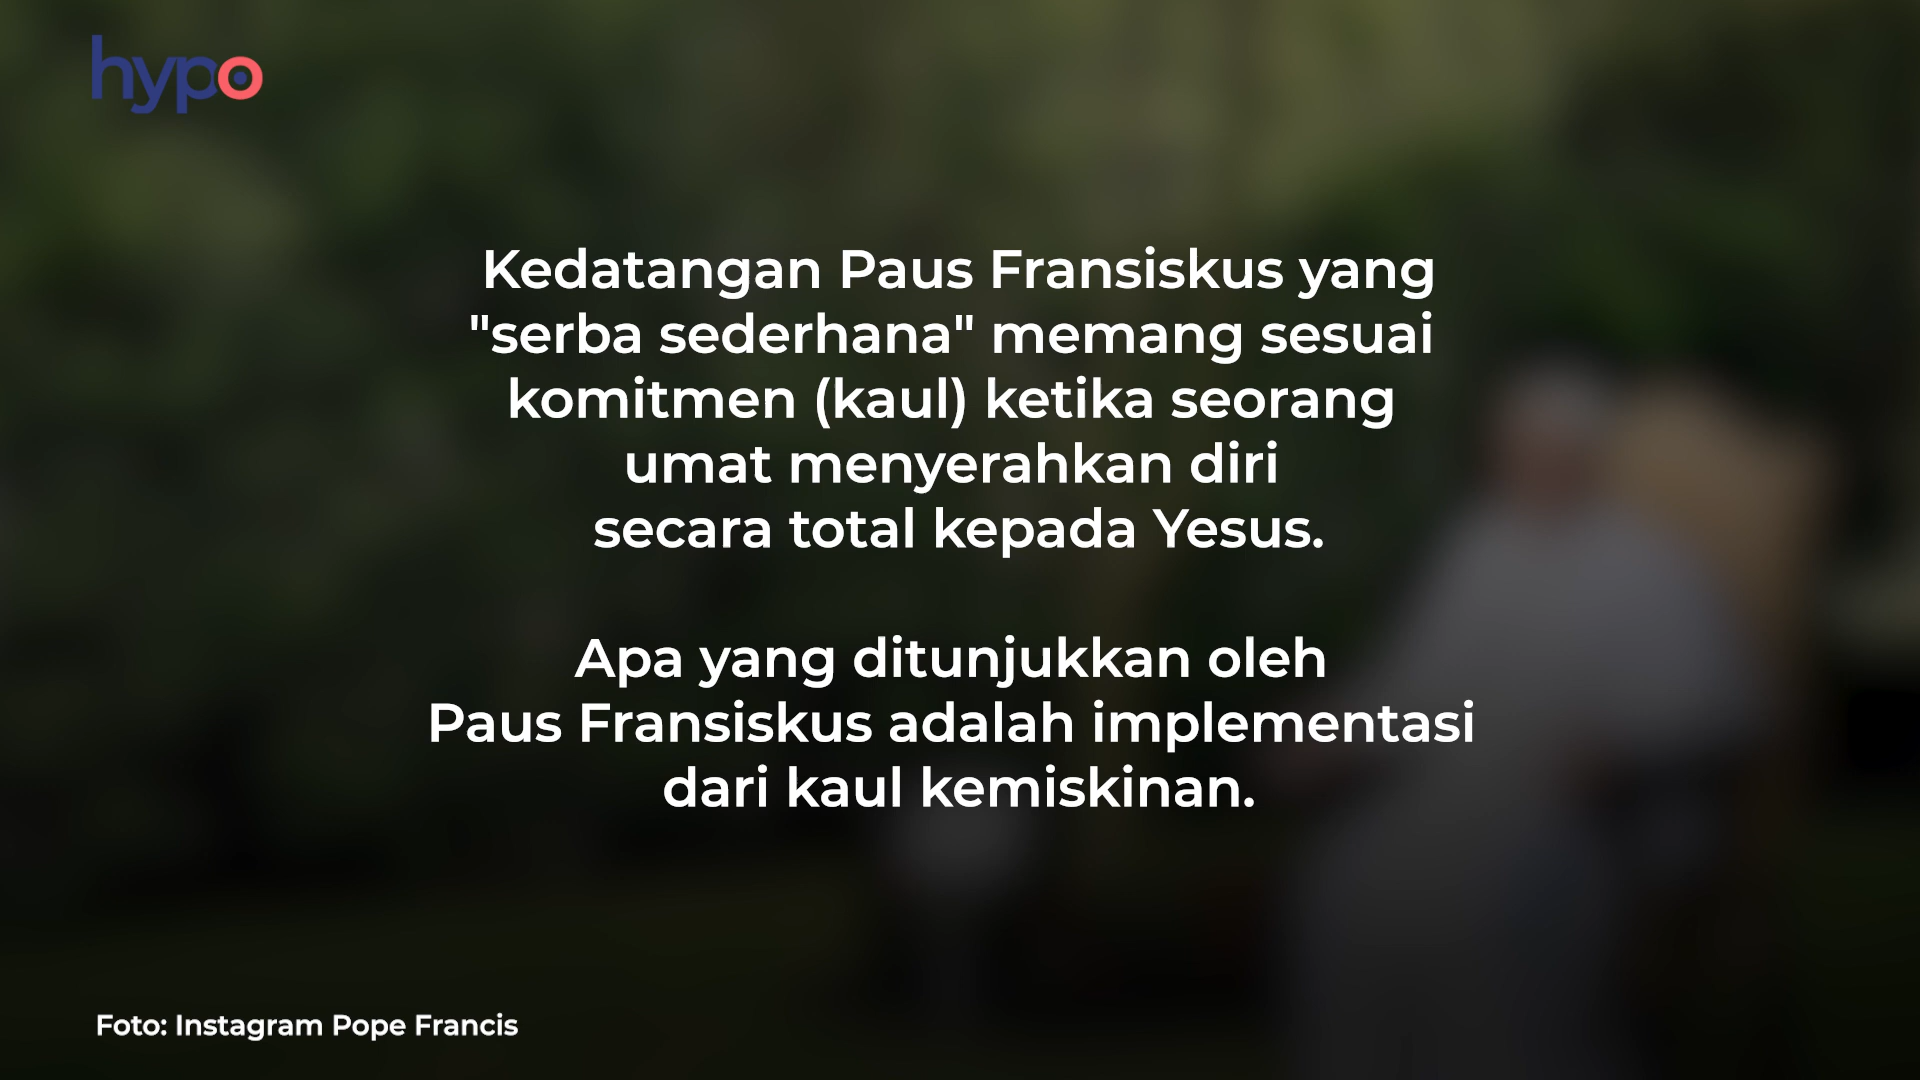 hypo
Kedatangan Paus Fransiskus yang
"serba sederhana" memang sesuai
komitmen (kaul) ketika seorang
umat menyerahkan diri
secara total kepada Yesus.
Apa yang ditunjukkan oleh
Paus Fransiskus adalah implementasi
dari kaul kemiskinan.
Foto: Instagram Pope Francis